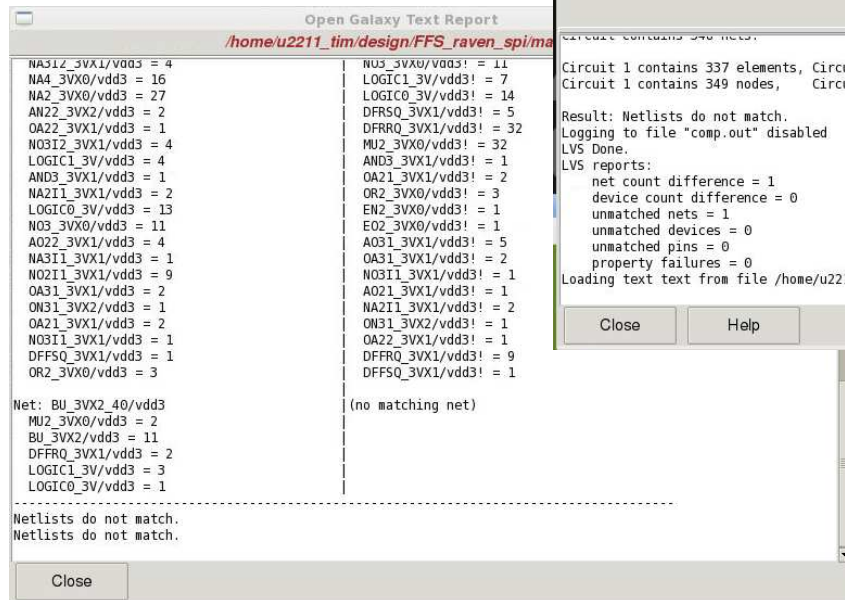 Open Galaxy Text Report
/home/u2211_tim/design/FFS_raven_spi/ma
NA3I2_3VX1/vdd3 = 4 | NO3_3VX0/vdd3! = 11
NA4_3VX0/vdd3 = 16 | LOGIC1_3V/vdd3! = 7
NA2_3VX0/vdd3 = 27 | LOGIC0_3V/vdd3! = 14
AN22_3VX2/vdd3 = 2 | DFRSQ_3VX1/vdd3! = 5
OA22_3VX1/vdd3 = 1 | DFRRQ_3VX1/vdd3! = 32
NO3I2_3VX1/vdd3 = 4 | MU2_3VX0/vdd3! = 32
LOGIC1_3V/vdd3 = 4 | AND3_3VX1/vdd3! = 1
AND3_3VX1/vdd3 = 1 | OA21_3VX1/vdd3! = 2
NA2I1_3VX1/vdd3 = 2 | OR2_3VX0/vdd3! = 3
LOGIC0_3V/vdd3 = 13 | EN2_3VX0/vdd3! = 1
NO3_3VX0/vdd3 = 11 | EO2_3VX0/vdd3! = 1
AO22_3VX1/vdd3 = 4 | AO31_3VX1/vdd3! = 5
NA3I1_3VX1/vdd3 = 1 | OA31_3VX1/vdd3! = 2
NO2I1_3VX1/vdd3 = 9 | NO3I1_3VX1/vdd3! = 1
OA31_3VX1/vdd3 = 2 | AO21_3VX1/vdd3! = 1
ON31_3VX1/vdd3 = 2 | NA2I1_3VX1/vdd3! = 2
OA21_3VX1/vdd3 = 2 | ON31_3VX2/vdd3! = 1
NO3I1_3VX1/vdd3 = 1 | OA22_3VX1/vdd3! = 1
DFFSQ_3VX1/vdd3 = 1 | DFFRQ_3VX1/vdd3! = 9
OR2_3VX0/vdd3 = 3 | DFFSQ_3VX1/vdd3! = 1
Net: BU_3VX2_40/vdd3 |(no matching net)
MU2_3VX0/vdd3 = 2 |
BU_3VX2/vdd3 = 11 |
DFFRQ_3VX1/vdd3 = 2 |
LOGIC1_3V/vdd3 = 3 |
LOGIC0_3V/vdd3 = 1 |
Netlists do not match.
Netlists do not match.
Close
Circuit contains 348 nets.
Circuit 1 contains 337 elements, Circu
Circuit 1 contains 349 nodes, Circu
Result: Netlists do not match.
Logging to file "comp.out" disabled
LVS Done.
LVS reports:
net count difference = 1
device count difference = 0
unmatched nets = 1
unmatched devices = 0
unmatched pins = 0
property failures = 0
Loading text text from file /home/u221
Close
Help